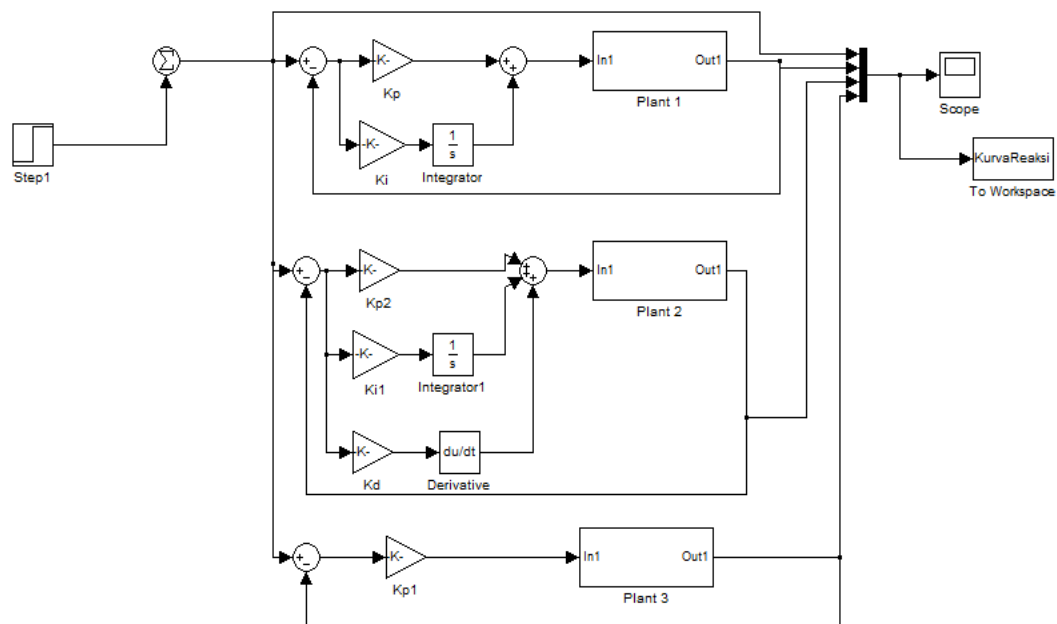 Σ
Step1
+
−
K-
Kp
-K-
Ki
1
s
Integrator
+
+
In1
Out1
Plant 1
Scope
KurvaReaksi
To Workspace
+
−
K-
Kp2
-K-
Ki1
1
s
Integrator1
K-
Kd
du/dt
Derivative
+
+
+
In1
Out1
Plant 2
+
−
K-
Kp1
In1
Out1
Plant 3